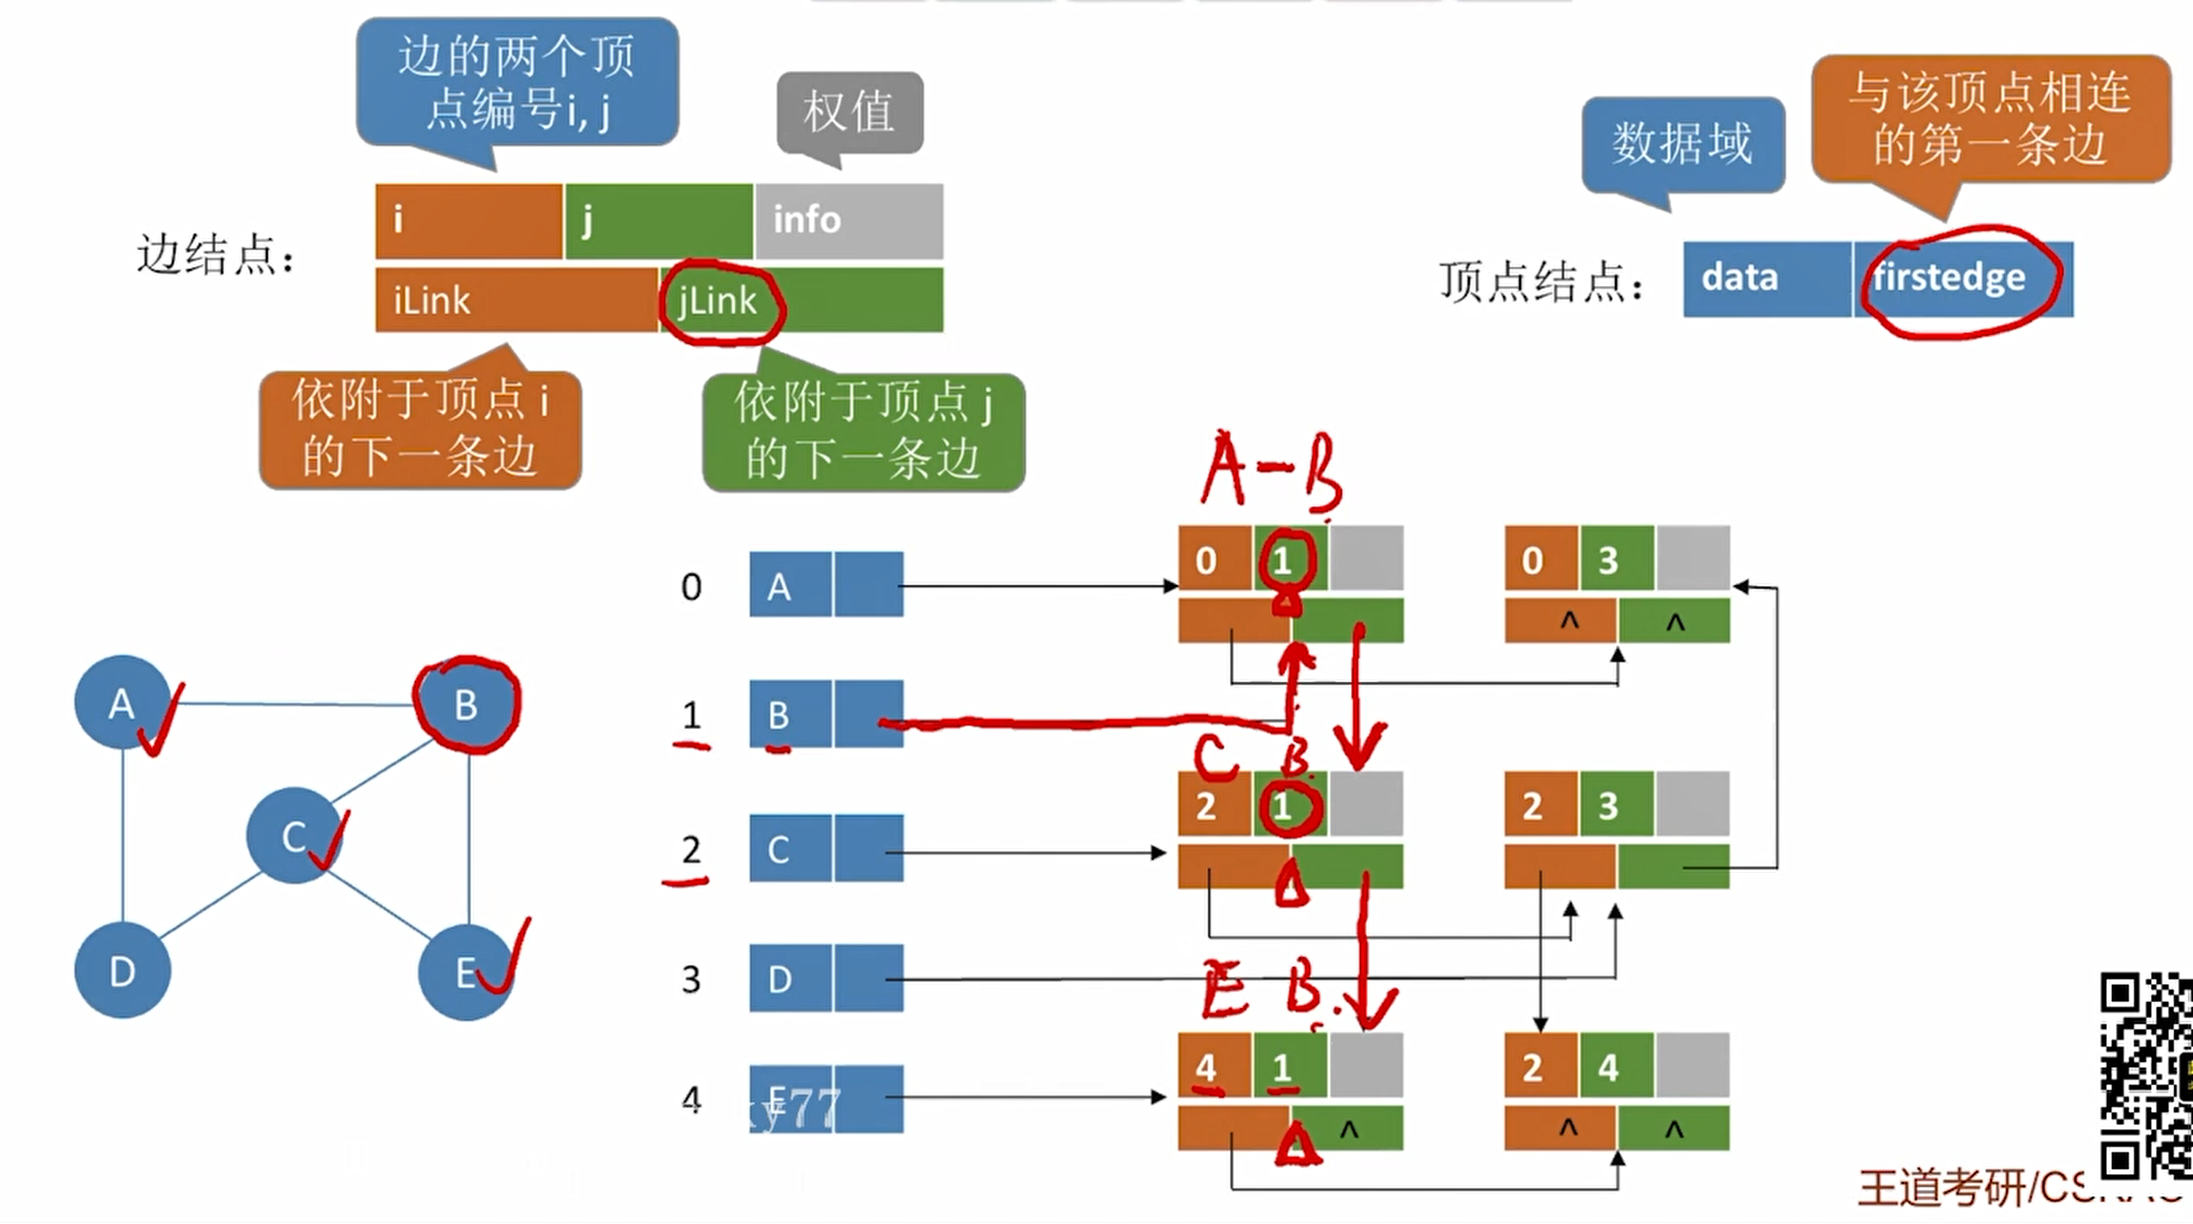 边的两个顶
点编号i, j
权值
数据域
与该顶点相连
的第一条边
边结点：
i j info
iLink jLink
顶点结点：
data firstedge
依附于顶点 i
的下一条边
依附于顶点 j
的下一条边
A-B
0 A 0 1 0 3
^ ^
A B
1 B
C B
C
2 C 2 1 2 3
D E
3 D
E B
4 E 4 1 2 4
^ ^ ^
ky77
王道考研/CSKAO